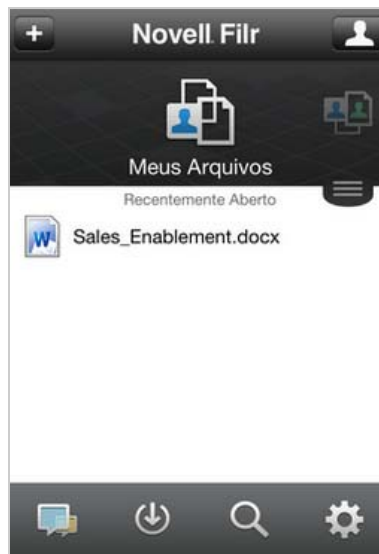 Novell Filr
Meus Arquivos
Recentemente Aberto
Sales_Enablement.docx